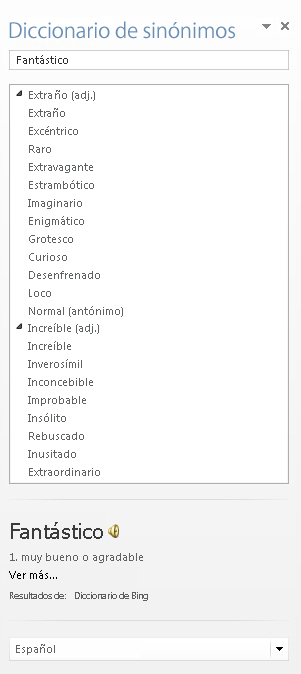 Diccionario de sinónimos
Fantástico
Extraño (adj.)
Extraño
Excéntrico
Raro
Extravagante
Estrambótico
Imaginario
Enigmático
Grotesco
Curioso
Desenfrenado
Loco
Normal (antónimo)
Increíble (adj.)
Increíble
Inverosímil
Inconcebible
Improbable
Insólito
Rebuscado
Inusitado
Extraordinario
Fantástico
1. muy bueno o agradable
Ver más...
Resultados de: Diccionario de Bing
Español